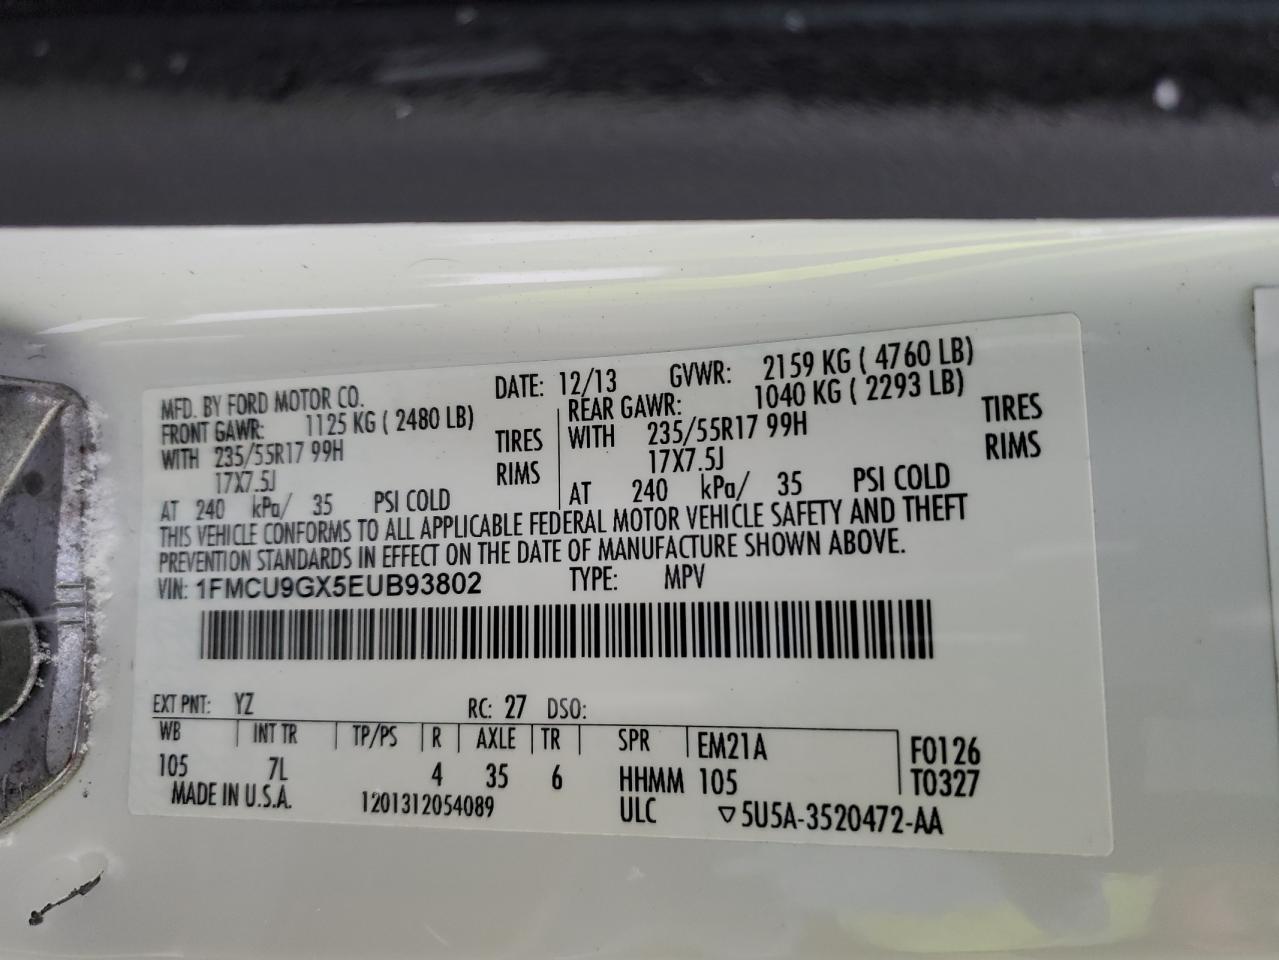 MFD. BY FORD MOTOR CO. DATE: 12/13 GVWR: 2159 KG ( 4760 LB)
FRONT GAWR: 1125 KG ( 2480 LB) REAR GAWR: 1040 KG ( 2293 LB)
WITH 235/55R17 99H TIRES WITH 235/55R17 99H TIRES
17X7.5J RIMS 17X7.5J RIMS
AT 240 kPa/ 35 PSI COLD AT 240 kPa/ 35 PSI COLD
THIS VEHICLE CONFORMS TO ALL APPLICABLE FEDERAL MOTOR VEHICLE SAFETY AND THEFT
PREVENTION STANDARDS IN EFFECT ON THE DATE OF MANUFACTURE SHOWN ABOVE.
VIN: 1FMCU9GX5EUB93802 TYPE: MPV
EXT PNT: YZ RC: 27 DSO:
WB INT TR TP/PS R AXLE TR SPR EM21A F0126
105 7L 4 35 6 HHMM 105 T0327
MADE IN U.S.A. 1201312054089 ULC ▽5U5A-3520472-AA